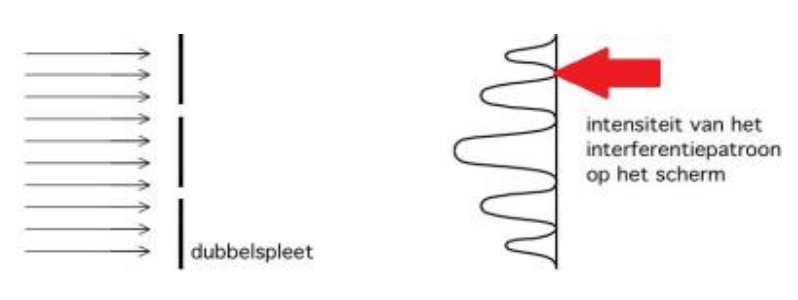 dubbelspleet
intensiteit van het
interferentiepatroon
op het scherm